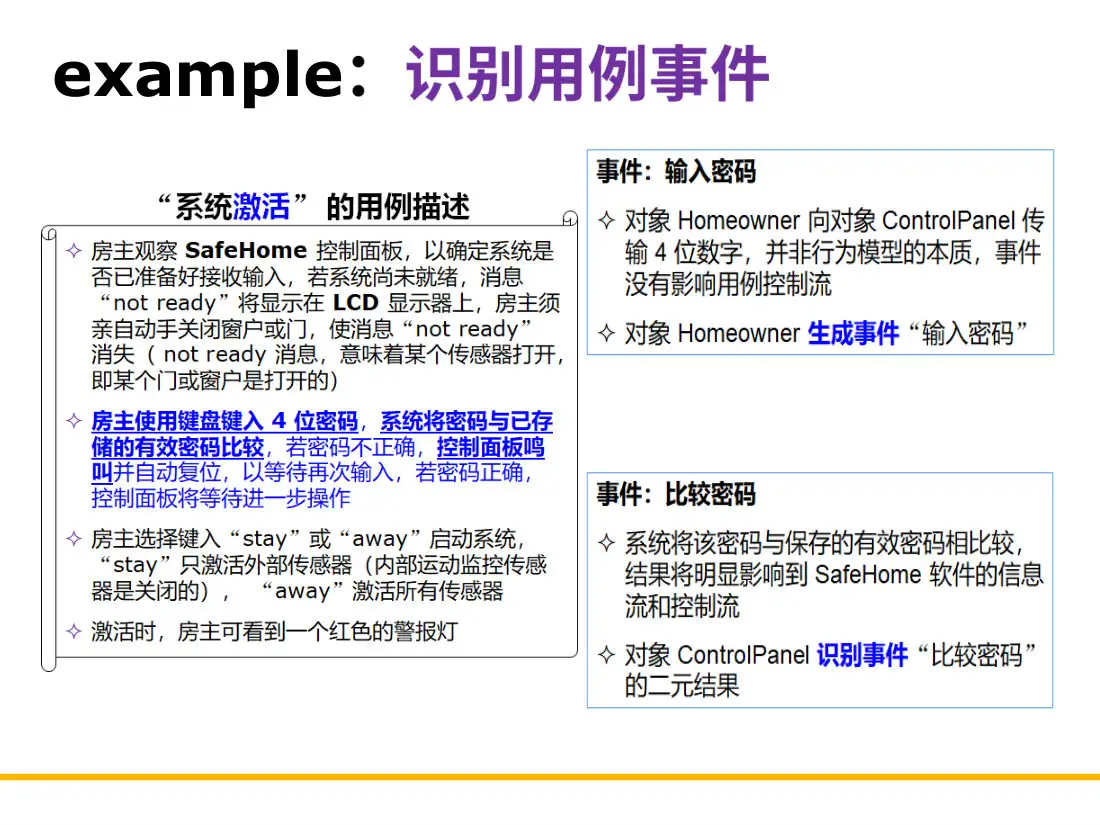 example：识别用例事件
“系统激活” 的用例描述
✧ 房主观察 SafeHome 控制面板，以确定系统是
否已准备好接收输入，若系统尚未就绪，消息
“not ready”将显示在 LCD 显示器上，房主须
亲自动手关闭窗户或门，使消息“not ready”
消失（ not ready 消息，意味着某个传感器打开，
即某个门或窗户是打开的）
✧ 房主使用键盘键入 4 位密码，系统将密码与已存
储的有效密码比较，若密码不正确，控制面板鸣
叫并自动复位，以等待再次输入，若密码正确，
控制面板将等待进一步操作
✧ 房主选择键入“stay”或“away”启动系统，
“stay”只激活外部传感器（内部运动监控传感
器是关闭的）， “away”激活所有传感器
✧ 激活时，房主可看到一个红色的警报灯
事件：输入密码
✧ 对象 Homeowner 向对象 ControlPanel 传
输 4 位数字，并非行为模型的本质，事件
没有影响用例控制流
✧ 对象 Homeowner 生成事件“输入密码”
事件：比较密码
✧ 系统将该密码与保存的有效密码相比较，
结果将明显影响到 SafeHome 软件的信息
流和控制流
✧ 对象 ControlPanel 识别事件“比较密码”
的二元结果